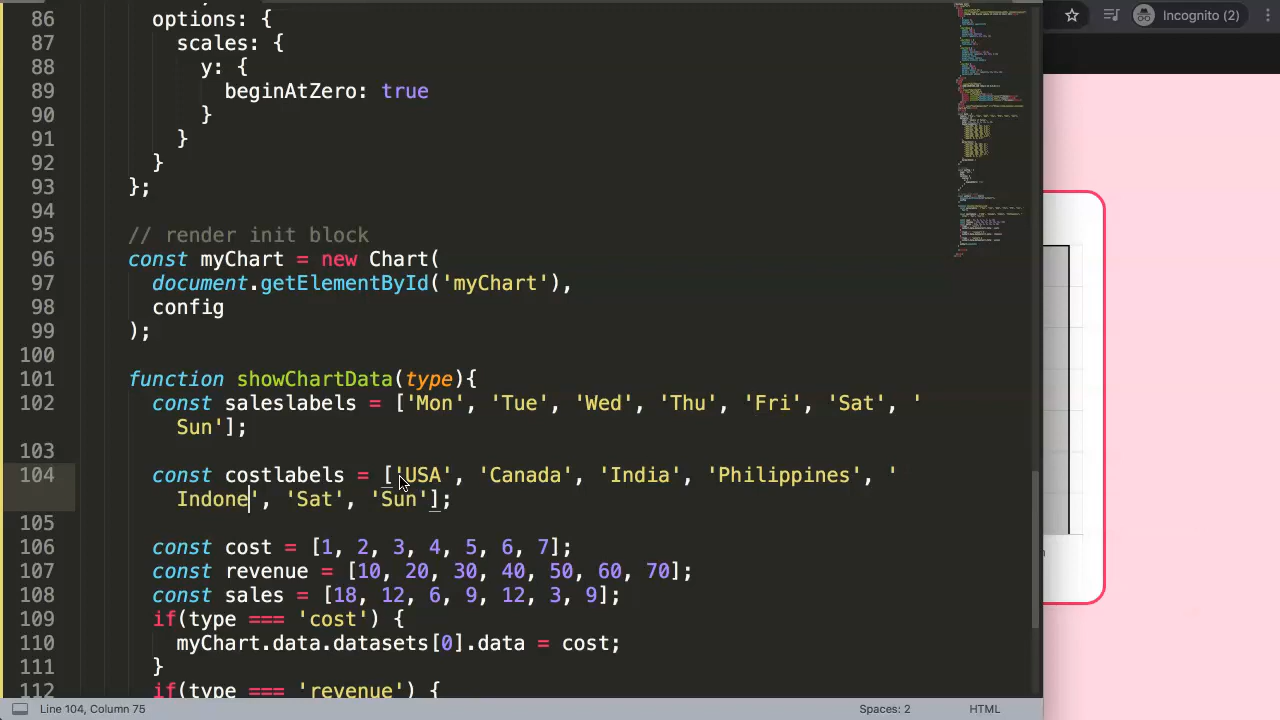 Incognito (2)
86 options: {
87 scales: {
88 y: {
89 beginAtZero: true
90 }
91 }
92 }
93 };
94
95 // render init block
96 const myChart = new Chart(
97 document.getElementById('myChart'),
98 config
99 );
100
101 function showChartData(type){
102 const saleslabels = ['Mon', 'Tue', 'Wed', 'Thu', 'Fri', 'Sat', '
Sun'];
103
104 const costlabels = ['USA', 'Canada', 'India', 'Philippines', '
Indone', 'Sat', 'Sun'];
105
106 const cost = [1, 2, 3, 4, 5, 6, 7];
107 const revenue = [10, 20, 30, 40, 50, 60, 70];
108 const sales = [18, 12, 6, 9, 12, 3, 9];
109 if(type === 'cost') {
110 myChart.data.datasets[0].data = cost;
111 }
112 if(type === 'revenue') {
Line 104, Column 75
Spaces: 2
HTML